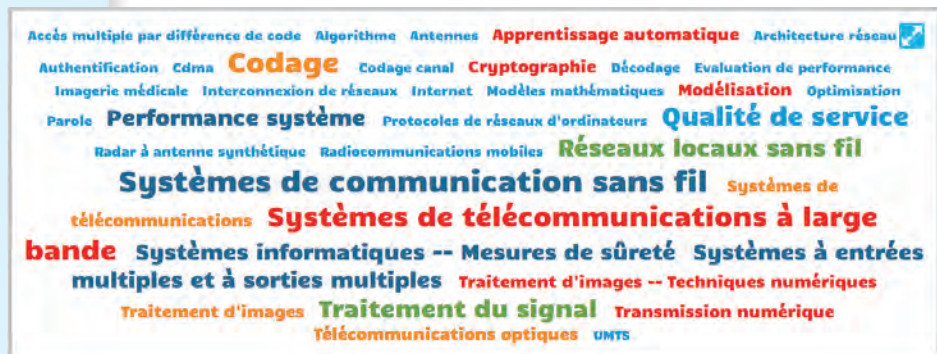 Accès multiple par différence de code Algorithme Antennes Apprentissage automatique Architecture réseau
Authentification Cdma Codage Codage canal Cryptographie Décodage Evaluation de performance
Imagerie médicale Interconnexion de réseaux Internet Modèles mathématiques Modélisation Optimisation
Parole Performance système Protocoles de réseaux d'ordinateurs Qualité de service
Radar à antenne synthétique Radiocommunications mobiles Réseaux locaux sans fil
Systèmes de communication sans fil Systèmes de
télécommunications Systèmes de télécommunications à large
bande Systèmes informatiques -- Mesures de sûreté Systèmes à entrées
multiples et à sorties multiples Traitement d'images -- Techniques numériques
Traitement d'images Traitement du signal Transmission numérique
Télécommunications optiques UMTS